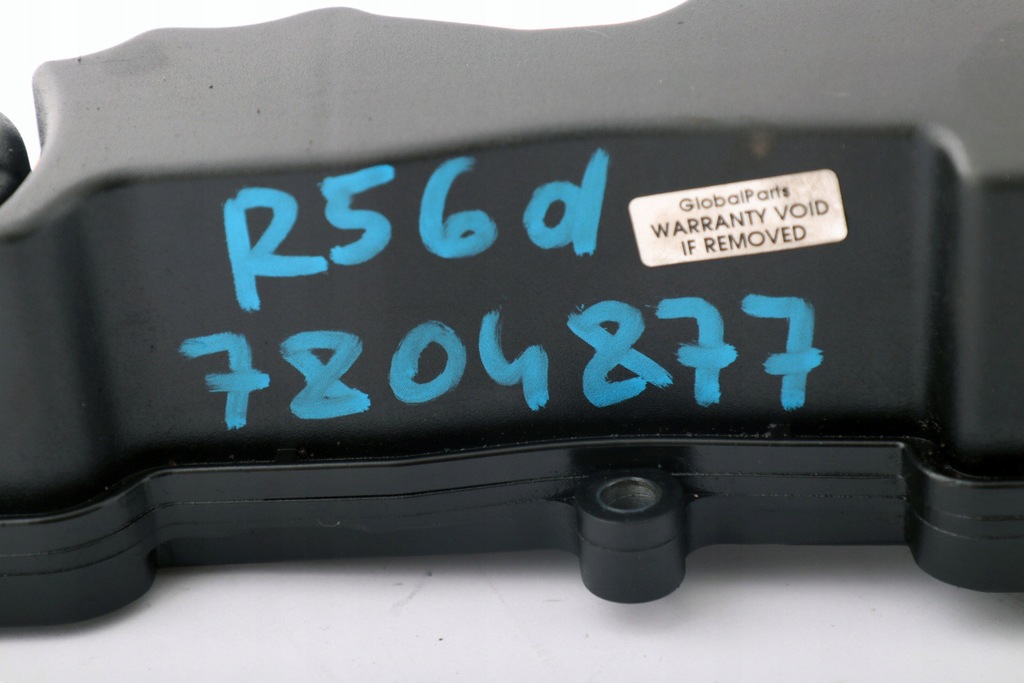 R56d
GlobalParts
WARRANTY VOID
IF REMOVED
7804877